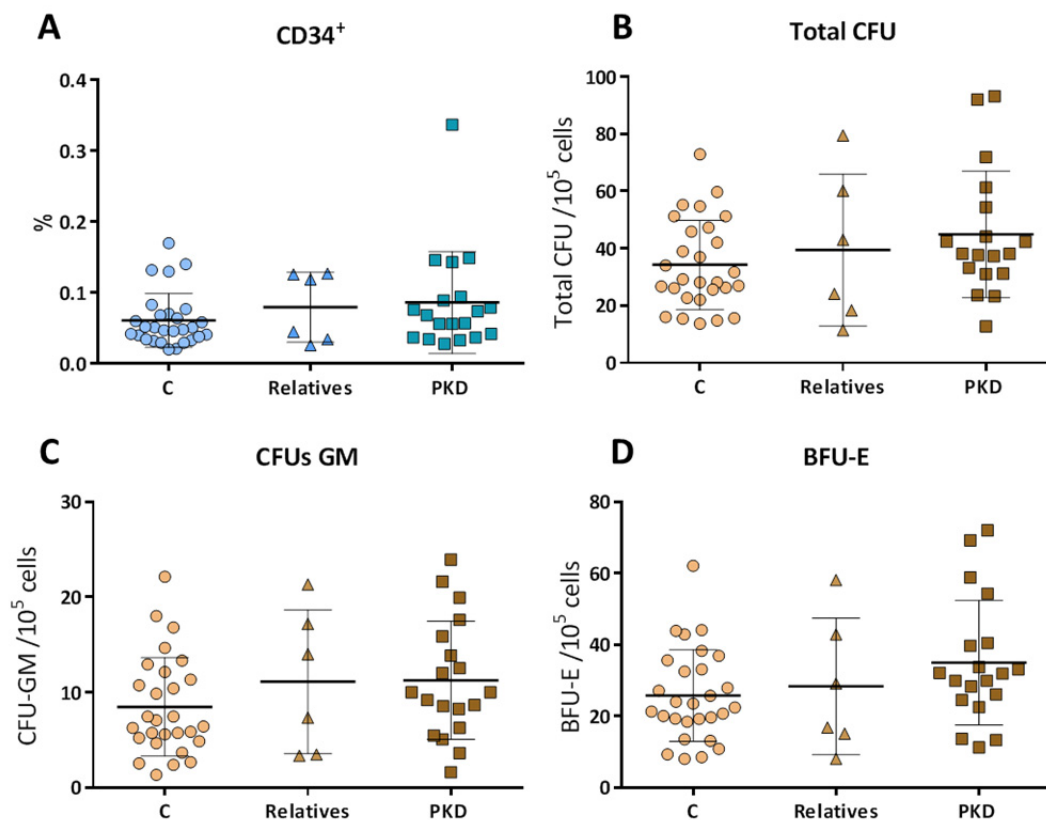 A
CD34⁺
%
0.4
0.3
0.2
0.1
0.0
C
Relatives
PKD
B
Total CFU
Total CFU /10⁵ cells
100
80
60
40
20
0
C
Relatives
PKD
C
CFUs GM
CFU-GM /10⁵ cells
30
20
10
0
C
Relatives
PKD
D
BFU-E
BFU-E /10⁵ cells
80
60
40
20
0
C
Relatives
PKD